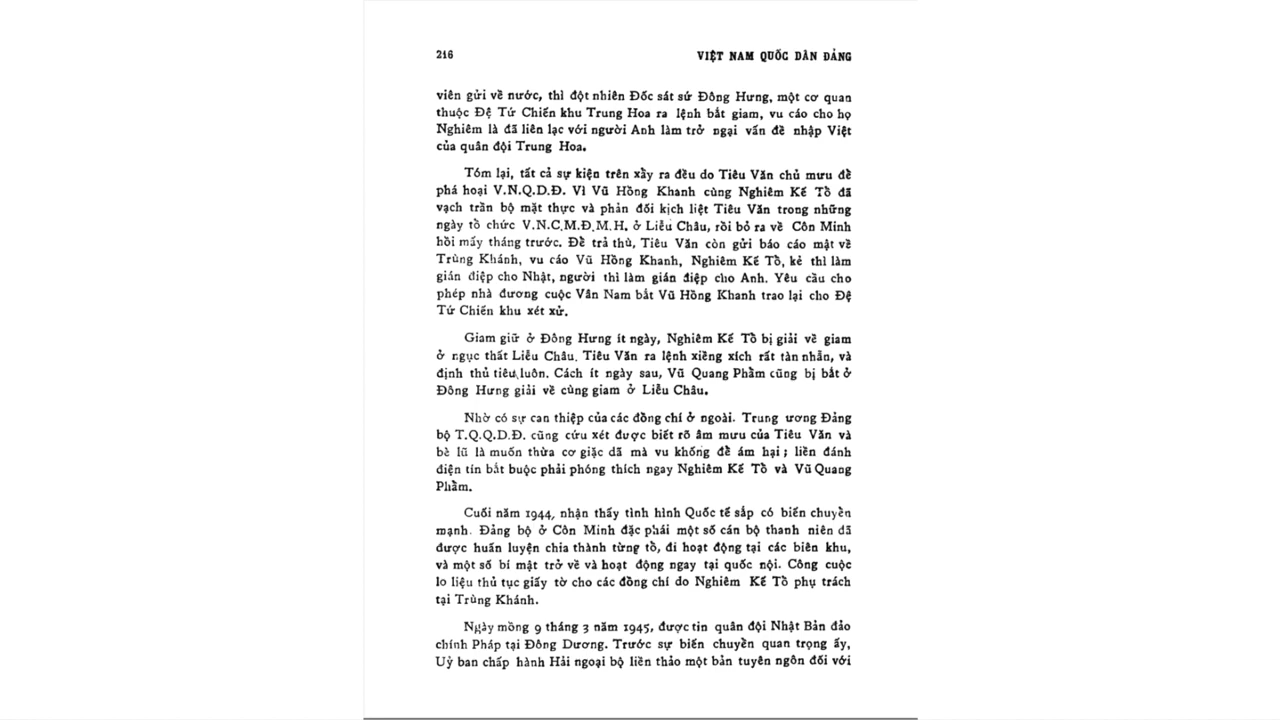 216 VIỆT NAM QUỐC DÂN ĐẢNG
viên gửi về nước, thì đột nhiên Đốc sát sứ Đông Hưng, một cơ quan
thuộc Đệ Tứ Chiến khu Trung Hoa ra lệnh bắt giam, vu cáo cho họ
Nghiêm là đã liên lạc với người Anh làm trở ngại vấn đề nhập Việt
của quân đội Trung Hoa.
Tóm lại, tất cả sự kiện trên xẩy ra đều do Tiêu Văn chủ mưu để
phá hoại V.N.Q.D.Đ. Vì Vũ Hồng Khanh cùng Nghiêm Kế Tổ đã
vạch trần bộ mặt thực và phản đối kịch liệt Tiêu Văn trong những
ngày tổ chức V.N.C.M.Đ.M.H. ở Liễu Châu, rồi bỏ ra về Côn Minh
hồi mấy tháng trước. Để trả thù, Tiêu Văn còn gửi báo cáo mật về
Trùng Khánh, vu cáo Vũ Hồng Khanh, Nghiêm Kế Tổ, kẻ thì làm
gián điệp cho Nhật, người thì làm gián điệp cho Anh. Yêu cầu cho
phép nhà đương cuộc Vân Nam bắt Vũ Hồng Khanh trao lại cho Đệ
Tứ Chiến khu xét xử.
Giam giữ ở Đông Hưng ít ngày, Nghiêm Kế Tổ bị giải về giam
ở ngục thất Liễu Châu. Tiêu Văn ra lệnh xiềng xích rất tàn nhẫn, và
định thủ tiêu luôn. Cách ít ngày sau, Vũ Quang Phẩm cũng bị bắt ở
Đông Hưng giải về cùng giam ở Liễu Châu.
Nhờ có sự can thiệp của các đồng chí ở ngoài. Trung ương Đảng
bộ T.Q.Q.D.Đ. cũng cứu xét được biết rõ âm mưu của Tiêu Văn và
bè lũ là muốn thừa cơ giặc dã mà vu khống để ám hại ; liền đánh
điện tín bắt buộc phải phóng thích ngay Nghiêm Kế Tổ và Vũ Quang
Phẩm.
Cuối năm 1944, nhận thấy tình hình Quốc tế sắp có biến chuyển
mạnh. Đảng bộ ở Côn Minh đặc phái một số cán bộ thanh niên đã
được huấn luyện chia thành từng tổ, đi hoạt động tại các biên khu,
và một số bí mật trở về và hoạt động ngay tại quốc nội. Công cuộc
lo liệu thủ tục giấy tờ cho các đồng chí do Nghiêm Kế Tổ phụ trách
tại Trùng Khánh.
Ngày mồng 9 tháng 3 năm 1945, được tin quân đội Nhật Bản đảo
chính Pháp tại Đông Dương. Trước sự biến chuyển quan trọng ấy,
Uỷ ban chấp hành Hải ngoại bộ liền thảo một bản tuyên ngôn đối với